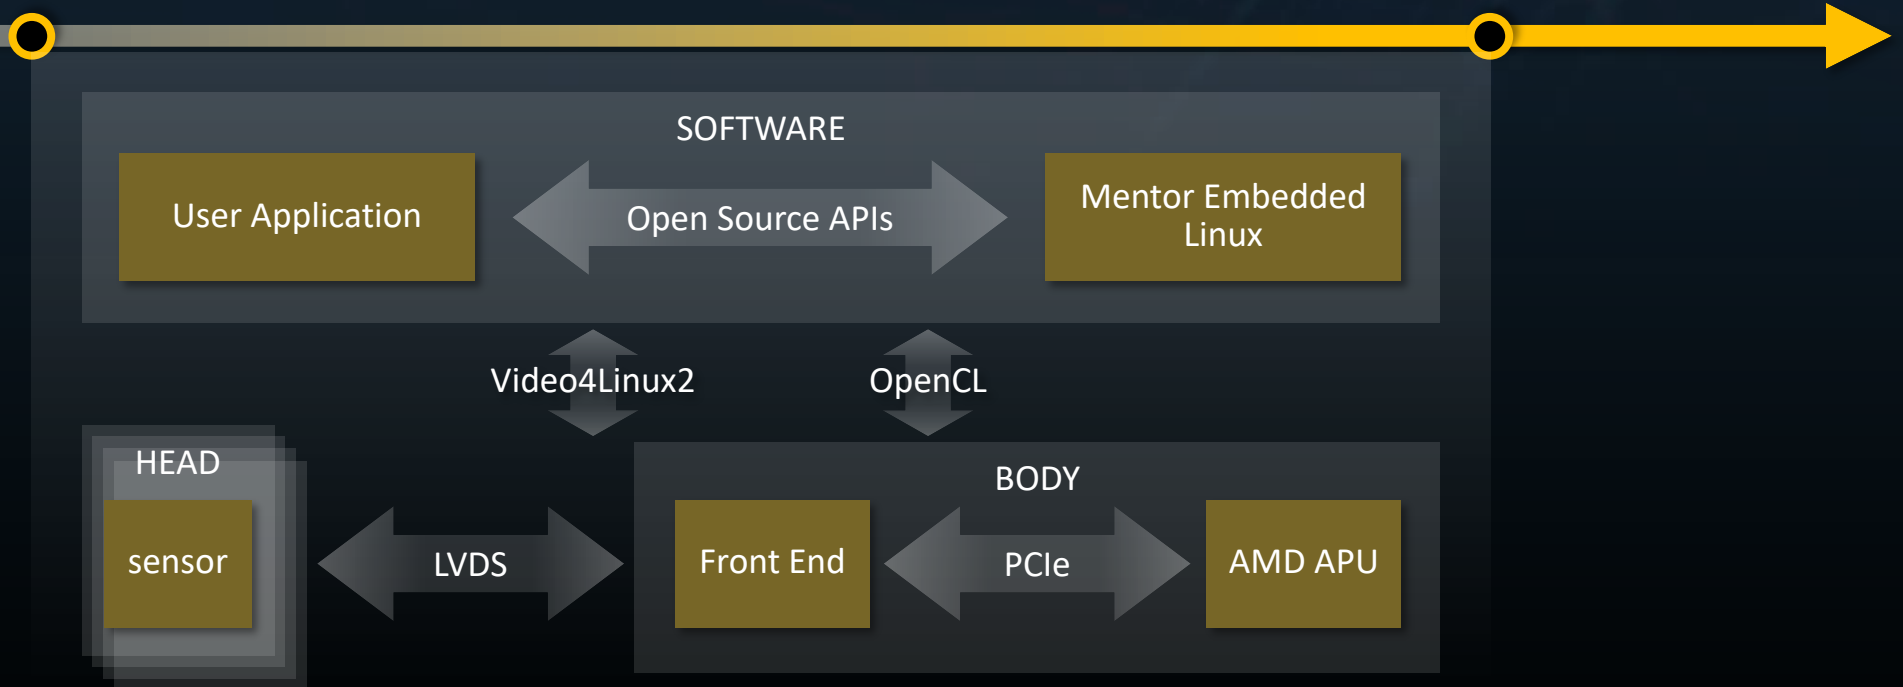 SOFTWARE
User Application
Open Source APIs
Mentor Embedded
Linux
Video4Linux2
OpenCL
HEAD
sensor
LVDS
BODY
Front End
PCIe
AMD APU